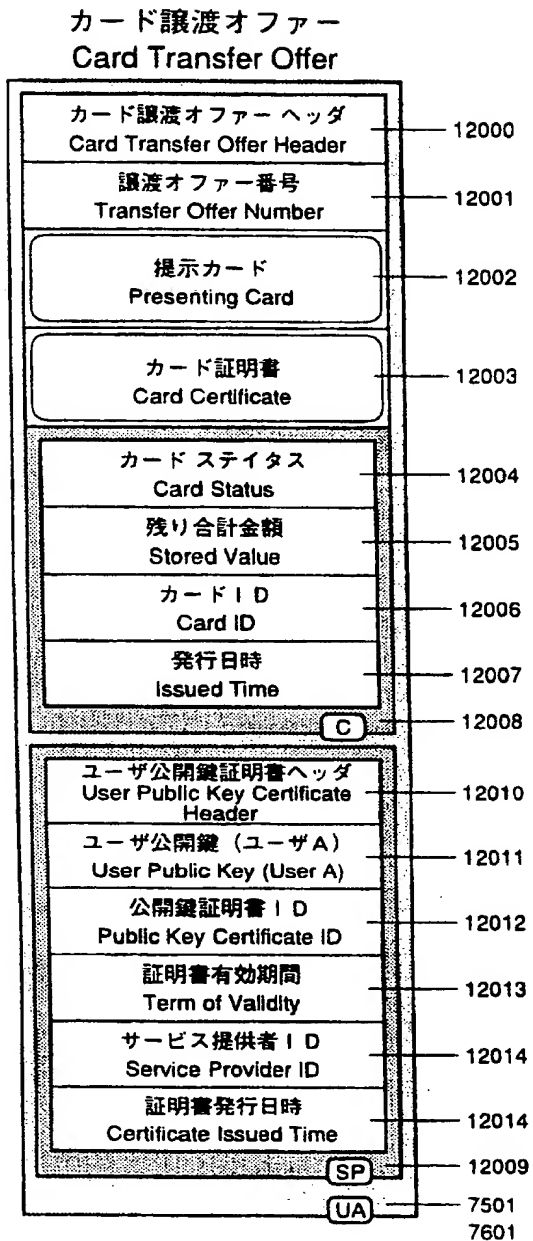 カード譲渡オファー
Card Transfer Offer
カード譲渡オファー ヘッダ
Card Transfer Offer Header
12000
譲渡オファー番号
Transfer Offer Number
12001
提示カード
Presenting Card
12002
カード証明書
Card Certificate
12003
カード ステイタス
Card Status
12004
残り合計金額
Stored Value
12005
カードID
Card ID
12006
発行日時
Issued Time
12007
C
12008
ユーザ公開鍵証明書ヘッダ
User Public Key Certificate
Header
12010
ユーザ公開鍵(ユーザA)
User Public Key (User A)
12011
公開鍵証明書ID
Public Key Certificate ID
12012
証明書有効期間
Term of Validity
12013
サービス提供者ID
Service Provider ID
12014
証明書発行日時
Certificate Issued Time
12014
SP
12009
UA
7501
7601